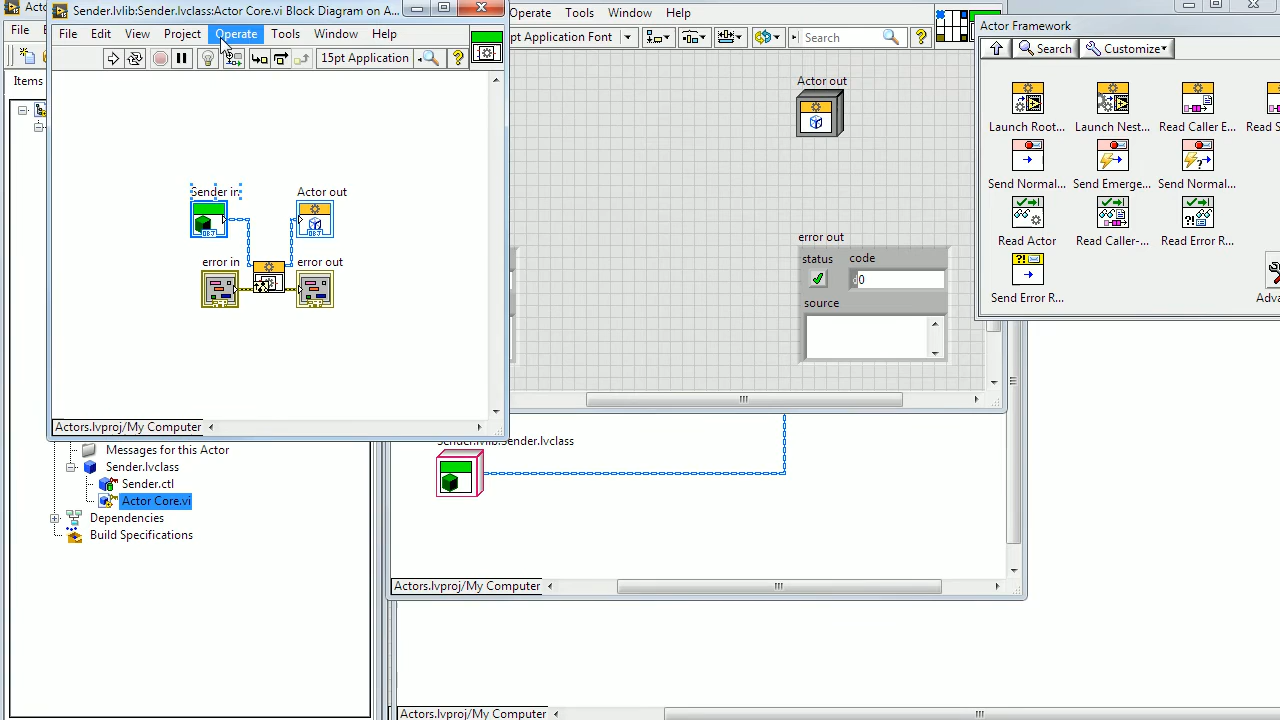 Acto
File
Items
Sender.lvlib:Sender.lvclass:Actor Core.vi Block Diagram on A...
File Edit View Project Operate Tools Window Help
15pt Application
Sender in
Actor out
OBJ
OBJ
error in
error out
Actors.lvproj/My Computer
Messages for this Actor
Sender.lvclass
Sender.ctl
Actor Core.vi
Dependencies
Build Specifications
Operate Tools Window Help
pt Application Font
Search
Actor out
error out
status code
0
source
Sender.lvlib:Sender.lvclass
Actors.lvproj/My Computer
Actors.lvproj/My Computer
Actor Framework
Search Customize
Launch Root... Launch Nest... Read Caller E... Read S
Send Normal... Send Emerge... Send Normal...
Read Actor Read Caller-... Read Error R...
Send Error R... Adva